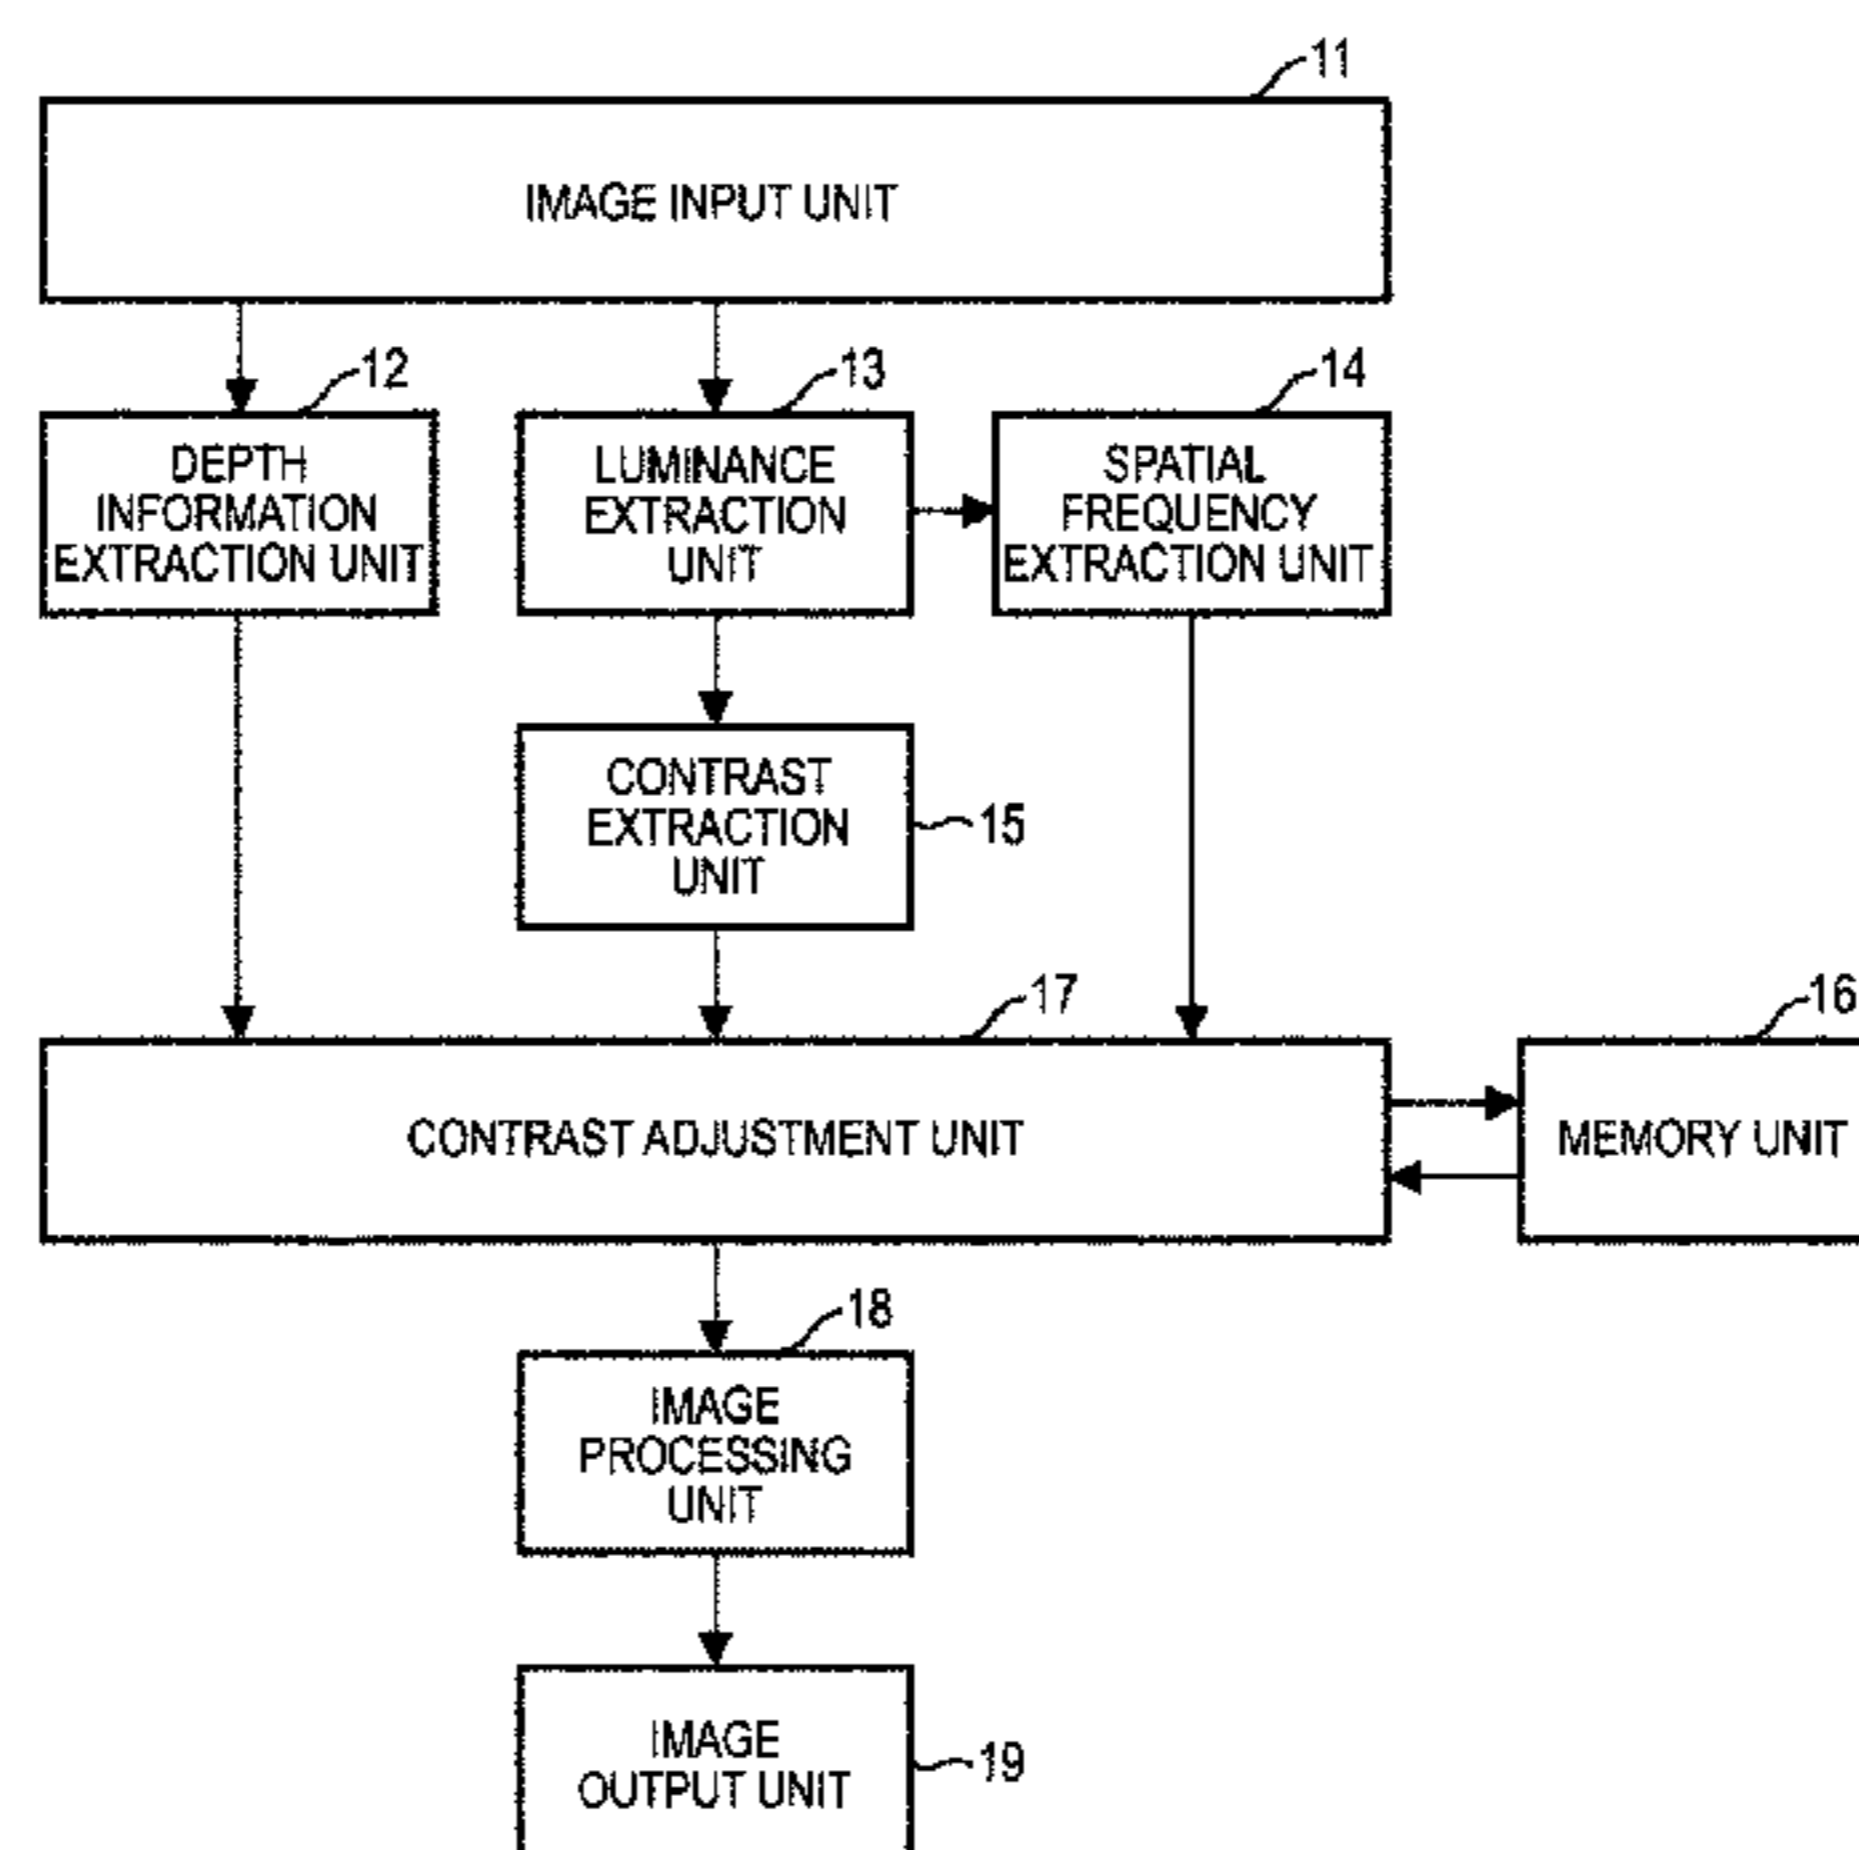 11
IMAGE INPUT UNIT
12
13
14
DEPTH
INFORMATION
EXTRACTION UNIT
LUMINANCE
EXTRACTION
UNIT
SPATIAL
FREQUENCY
EXTRACTION UNIT
CONTRAST
EXTRACTION
UNIT
15
17
16
CONTRAST ADJUSTMENT UNIT
MEMORY UNIT
18
IMAGE
PROCESSING
UNIT
IMAGE
OUTPUT UNIT
19